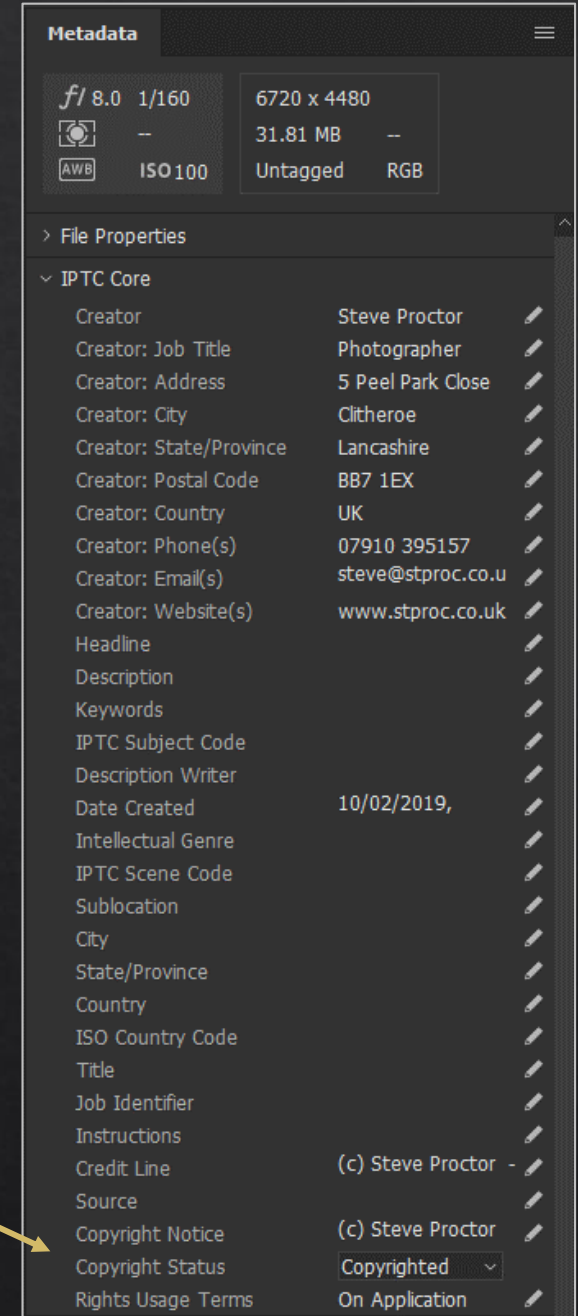 Metadata
f/ 8.0 1/160
6720 x 4480
--
31.81 MB --
AWB ISO 100
Untagged RGB
File Properties
IPTC Core
Creator Steve Proctor
Creator: Job Title Photographer
Creator: Address 5 Peel Park Close
Creator: City Clitheroe
Creator: State/Province Lancashire
Creator: Postal Code BB7 1EX
Creator: Country UK
Creator: Phone(s) 07910 395157
Creator: Email(s) steve@stproc.co.u
Creator: Website(s) www.stproc.co.uk
Headline
Description
Keywords
IPTC Subject Code
Description Writer
Date Created 10/02/2019,
Intellectual Genre
IPTC Scene Code
Sublocation
City
State/Province
Country
ISO Country Code
Title
Job Identifier
Instructions
Credit Line (c) Steve Proctor -
Source
Copyright Notice (c) Steve Proctor
Copyright Status Copyrighted
Rights Usage Terms On Application